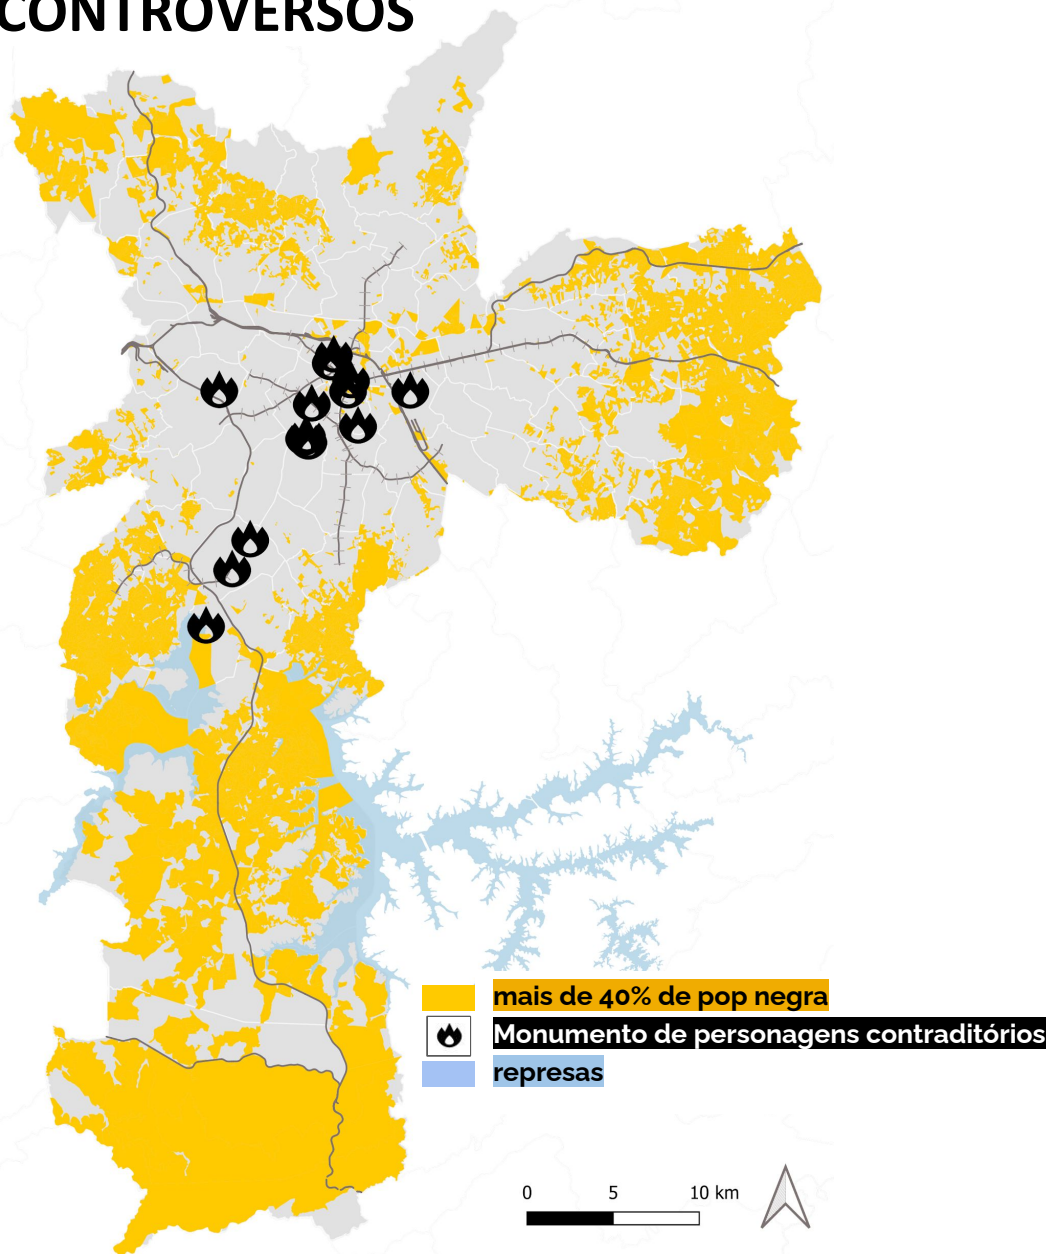 CONTROVERSOS
mais de 40% de pop negra
Monumento de personagens contraditórios
represas
0 5 10 km